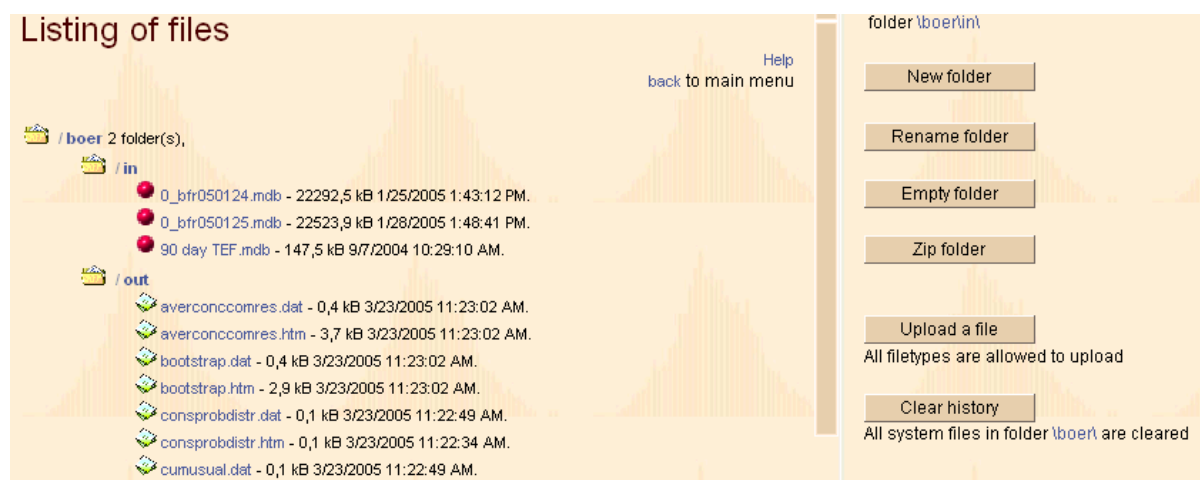 Listing of files
Help
back to main menu
/ boer 2 folder(s),
/ in
0_bfr050124.mdb - 22292,5 kB 1/25/2005 1:43:12 PM.
0_bfr050125.mdb - 22523,9 kB 1/28/2005 1:48:41 PM.
90 day TEF.mdb - 147,5 kB 9/7/2004 10:29:10 AM.
/ out
averconccomres.dat - 0,4 kB 3/23/2005 11:23:02 AM.
averconccomres.htm - 3,7 kB 3/23/2005 11:23:02 AM.
bootstrap.dat - 0,4 kB 3/23/2005 11:23:02 AM.
bootstrap.htm - 2,9 kB 3/23/2005 11:23:02 AM.
consprobdistr.dat - 0,1 kB 3/23/2005 11:22:49 AM.
consprobdistr.htm - 0,1 kB 3/23/2005 11:22:34 AM.
cumusual.dat - 0,1 kB 3/23/2005 11:22:49 AM.
folder \boer\in\
New folder
Rename folder
Empty folder
Zip folder
Upload a file
All filetypes are allowed to upload
Clear history
All system files in folder \boer\ are cleared